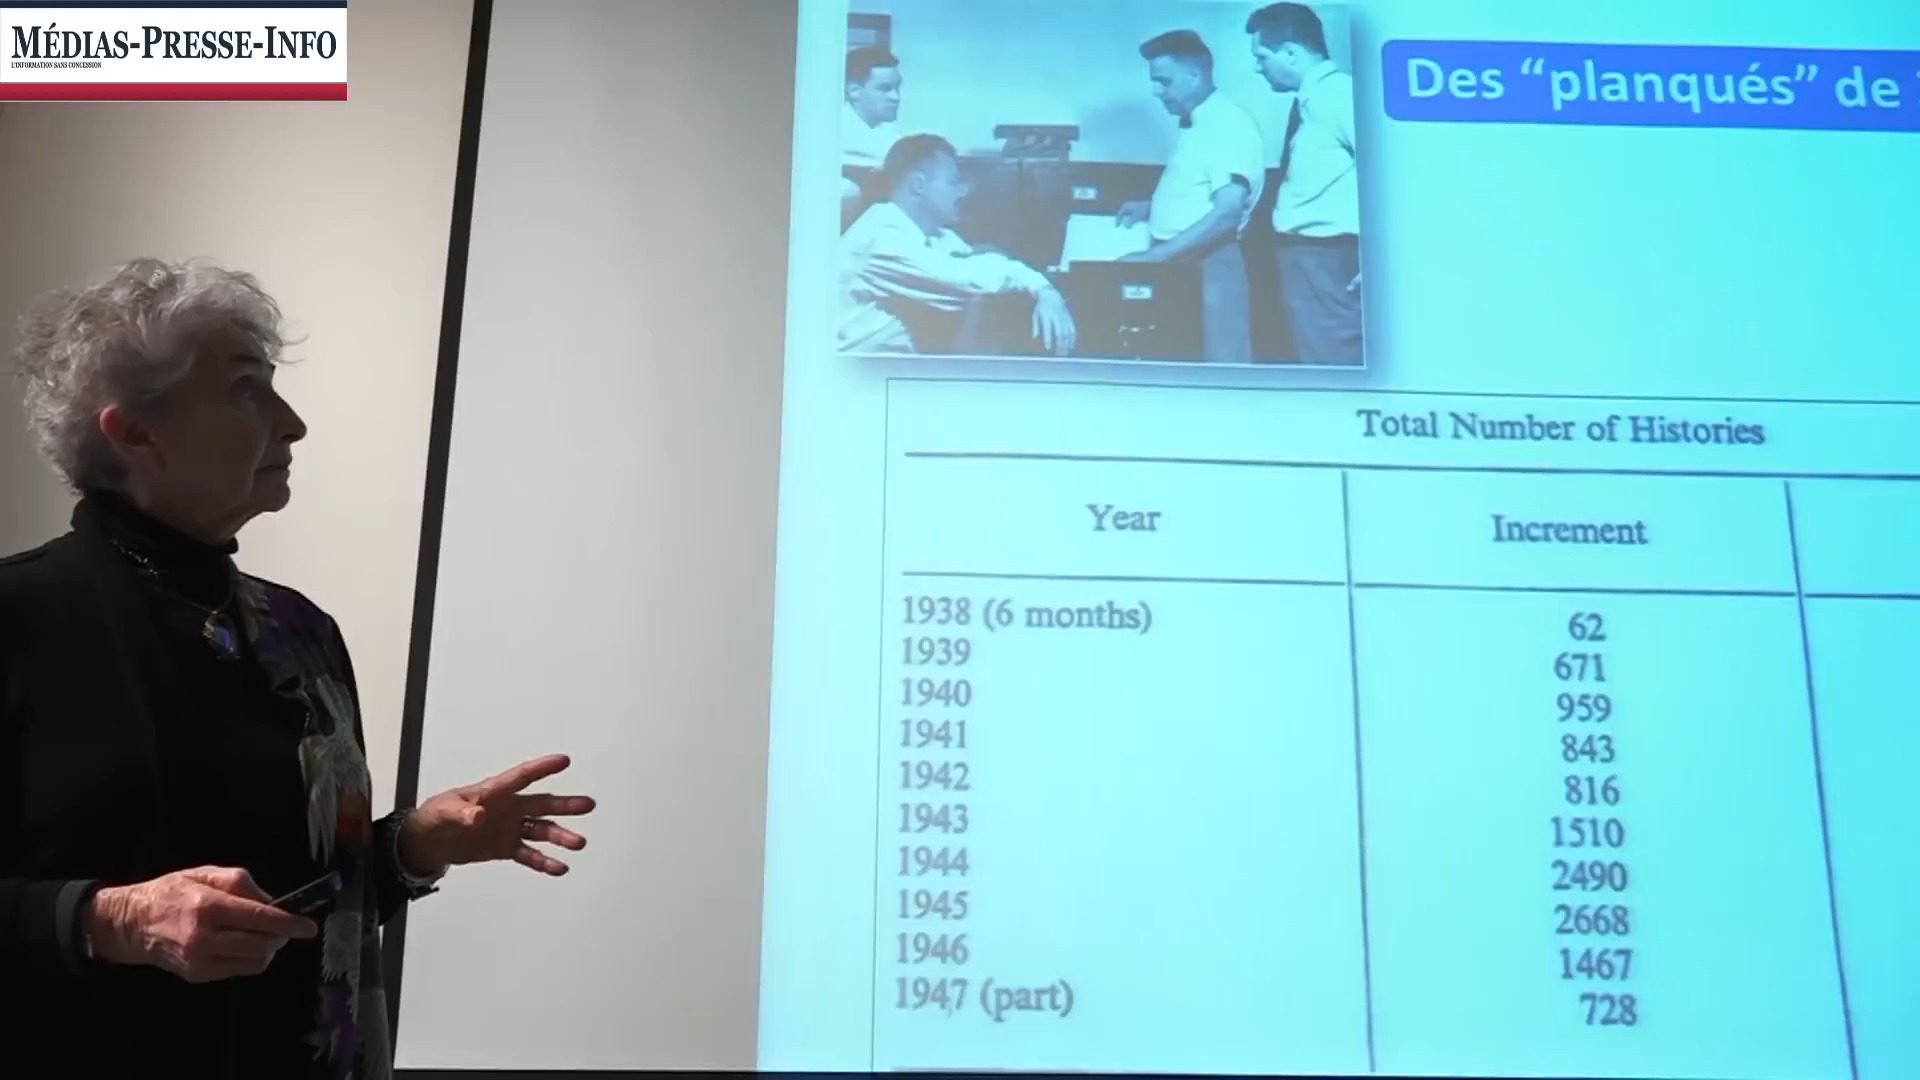 MÉDIAS-PRESSE-INFO
L'INFORMATION SANS CONCESSION
Des “planqués” de
Total Number of Histories
Year Increment
1938 (6 months) 62
1939 671
1940 959
1941 843
1942 816
1943 1510
1944 2490
1945 2668
1946 1467
1947 (part) 728